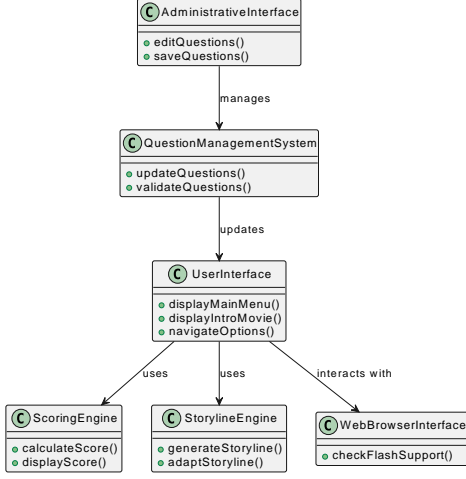 C AdministrativeInterface
editQuestions()
saveQuestions()
manages
C QuestionManagementSystem
updateQuestions()
validateQuestions()
updates
C UserInterface
displayMainMenu()
displayIntroMovie()
navigateOptions()
uses
uses
interacts with
C ScoringEngine
calculateScore()
displayScore()
C StorylineEngine
generateStoryline()
adaptStoryline()
C WebBrowserInterface
checkFlashSupport()